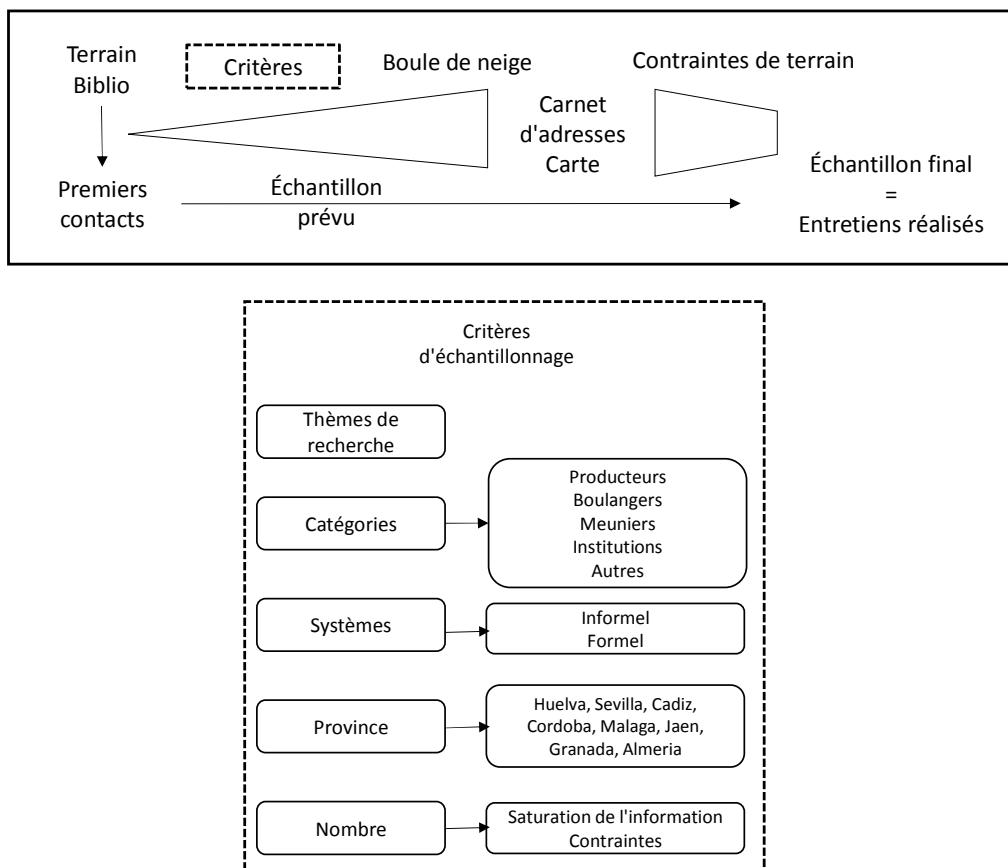 Terrain
Biblio
Critères
Boule de neige
Contraintes de terrain
Carnet
d'adresses
Carte
Premiers
contacts
Échantillon
prévu
Échantillon final
=
Entretiens réalisés
Critères
d'échantillonnage
Thèmes de
recherche
Catégories
Producteurs
Boulangers
Meuniers
Institutions
Autres
Systèmes
Informel
Formel
Province
Huelva, Sevilla, Cadiz,
Cordoba, Malaga, Jaen,
Granada, Almeria
Nombre
Saturation de l'information
Contraintes